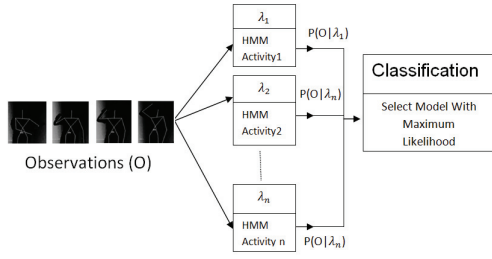 λ₁
HMM
Activity1
P(O|λ₁)
λ₂
HMM
Activity2
P(O|λₙ)
λₙ
HMM
Activity n
P(O|λₙ)
Observations (O)
Classification
Select Model With
Maximum
Likelihood